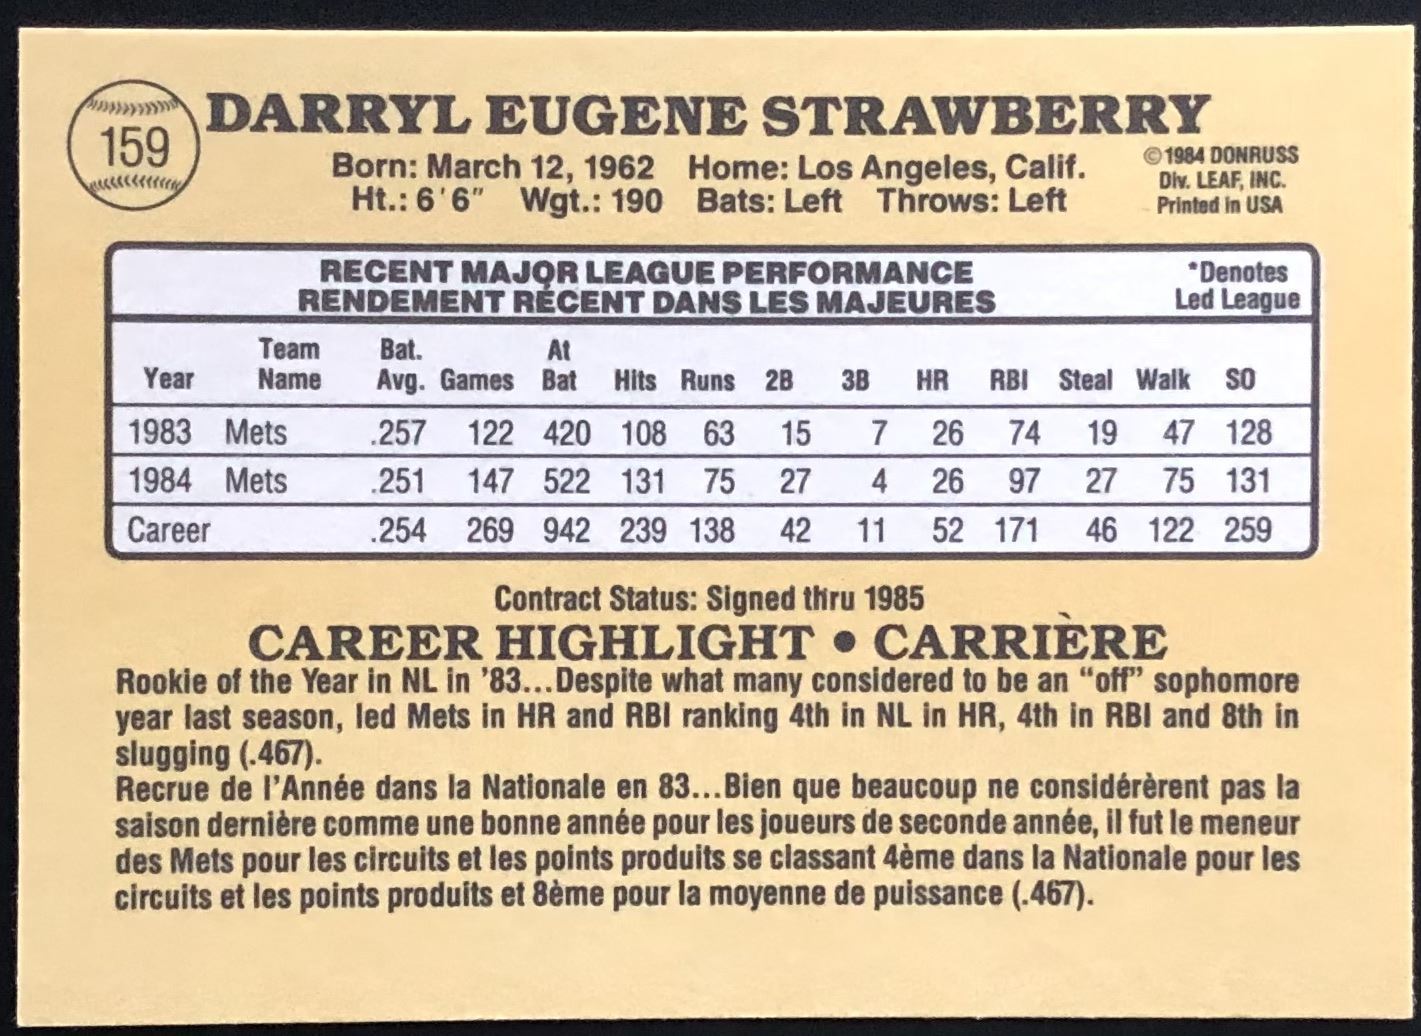 159
DARRYL EUGENE STRAWBERRY
Born: March 12, 1962 Home: Los Angeles, Calif.
Ht.: 6'6" Wgt.: 190 Bats: Left Throws: Left
©1984 DONRUSS
Div. LEAF, INC.
Printed in USA
RECENT MAJOR LEAGUE PERFORMANCE
RENDEMENT RÉCENT DANS LES MAJEURES
*Denotes
Led League
Year Team Name Bat. Avg. Games At Bat Hits Runs 2B 3B HR RBI Steal Walk SO
1983 Mets .257 122 420 108 63 15 7 26 74 19 47 128
1984 Mets .251 147 522 131 75 27 4 26 97 27 75 131
Career .254 269 942 239 138 42 11 52 171 46 122 259
Contract Status: Signed thru 1985
CAREER HIGHLIGHT • CARRIÈRE
Rookie of the Year in NL in '83...Despite what many considered to be an "off" sophomore
year last season, led Mets in HR and RBI ranking 4th in NL in HR, 4th in RBI and 8th in
slugging (.467).
Recrue de l'Année dans la Nationale en 83...Bien que beaucoup ne considérèrent pas la
saison dernière comme une bonne année pour les joueurs de seconde année, il fut le meneur
des Mets pour les circuits et les points produits se classant 4ème dans la Nationale pour les
circuits et les points produits et 8ème pour la moyenne de puissance (.467).